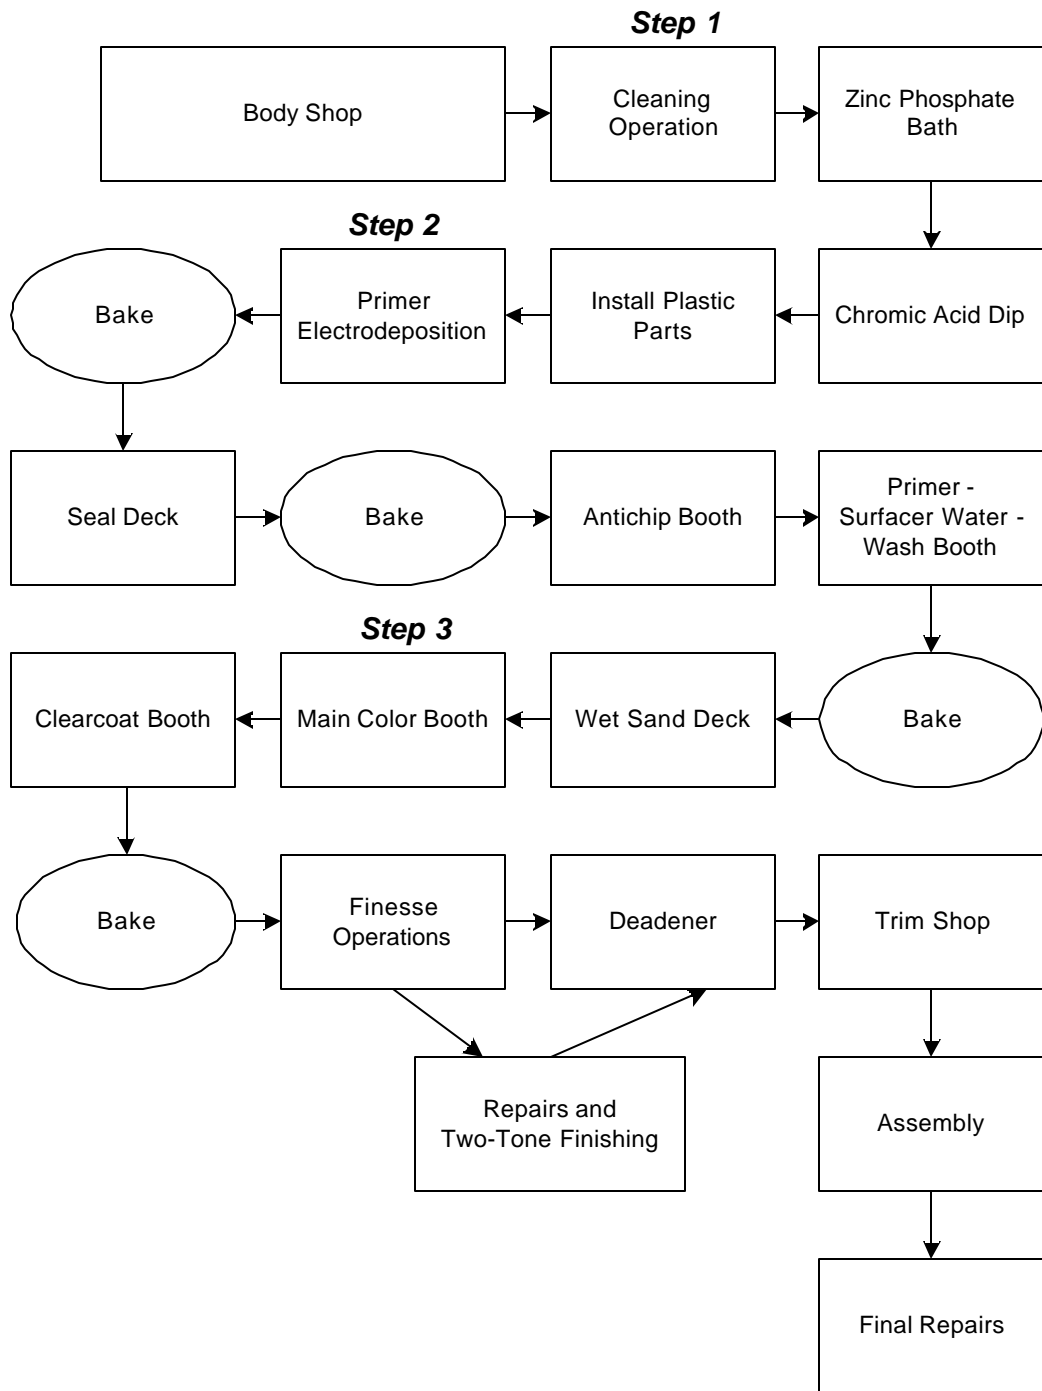 Step 1
Body Shop
Cleaning
Operation
Zinc Phosphate
Bath
Step 2
Chromic Acid Dip
Install Plastic
Parts
Primer
Electrodeposition
Bake
Seal Deck
Bake
Antichip Booth
Primer -
Surfacer Water -
Wash Booth
Step 3
Bake
Wet Sand Deck
Main Color Booth
Clearcoat Booth
Bake
Finesse
Operations
Deadener
Trim Shop
Repairs and
Two-Tone Finishing
Assembly
Final Repairs